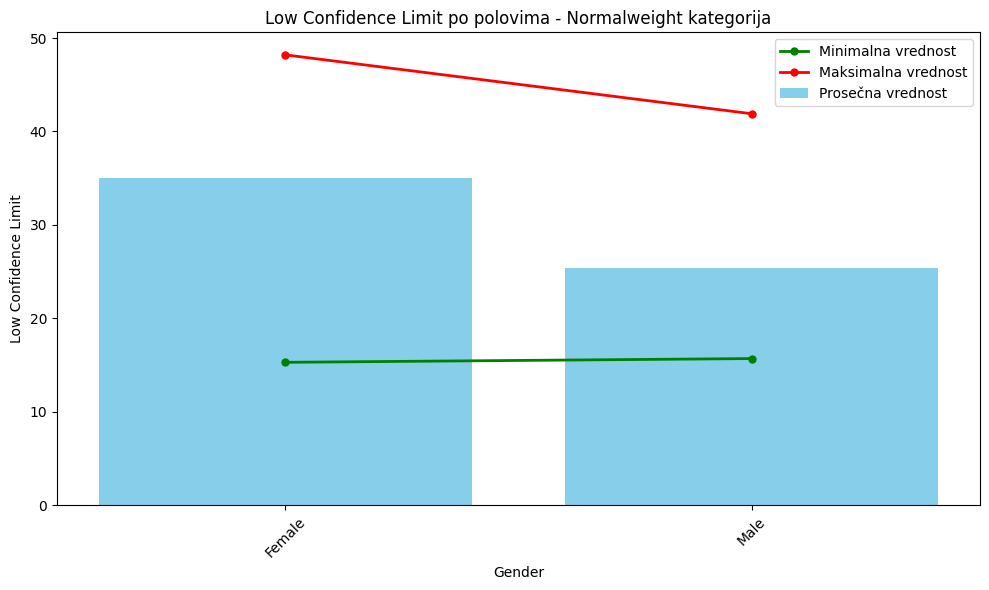 Low Confidence Limit po polovima - Normalweight kategorija
Minimalna vrednost
Maksimalna vrednost
Prosečna vrednost
Low Confidence Limit
50
40
30
20
10
0
Female
Male
Gender